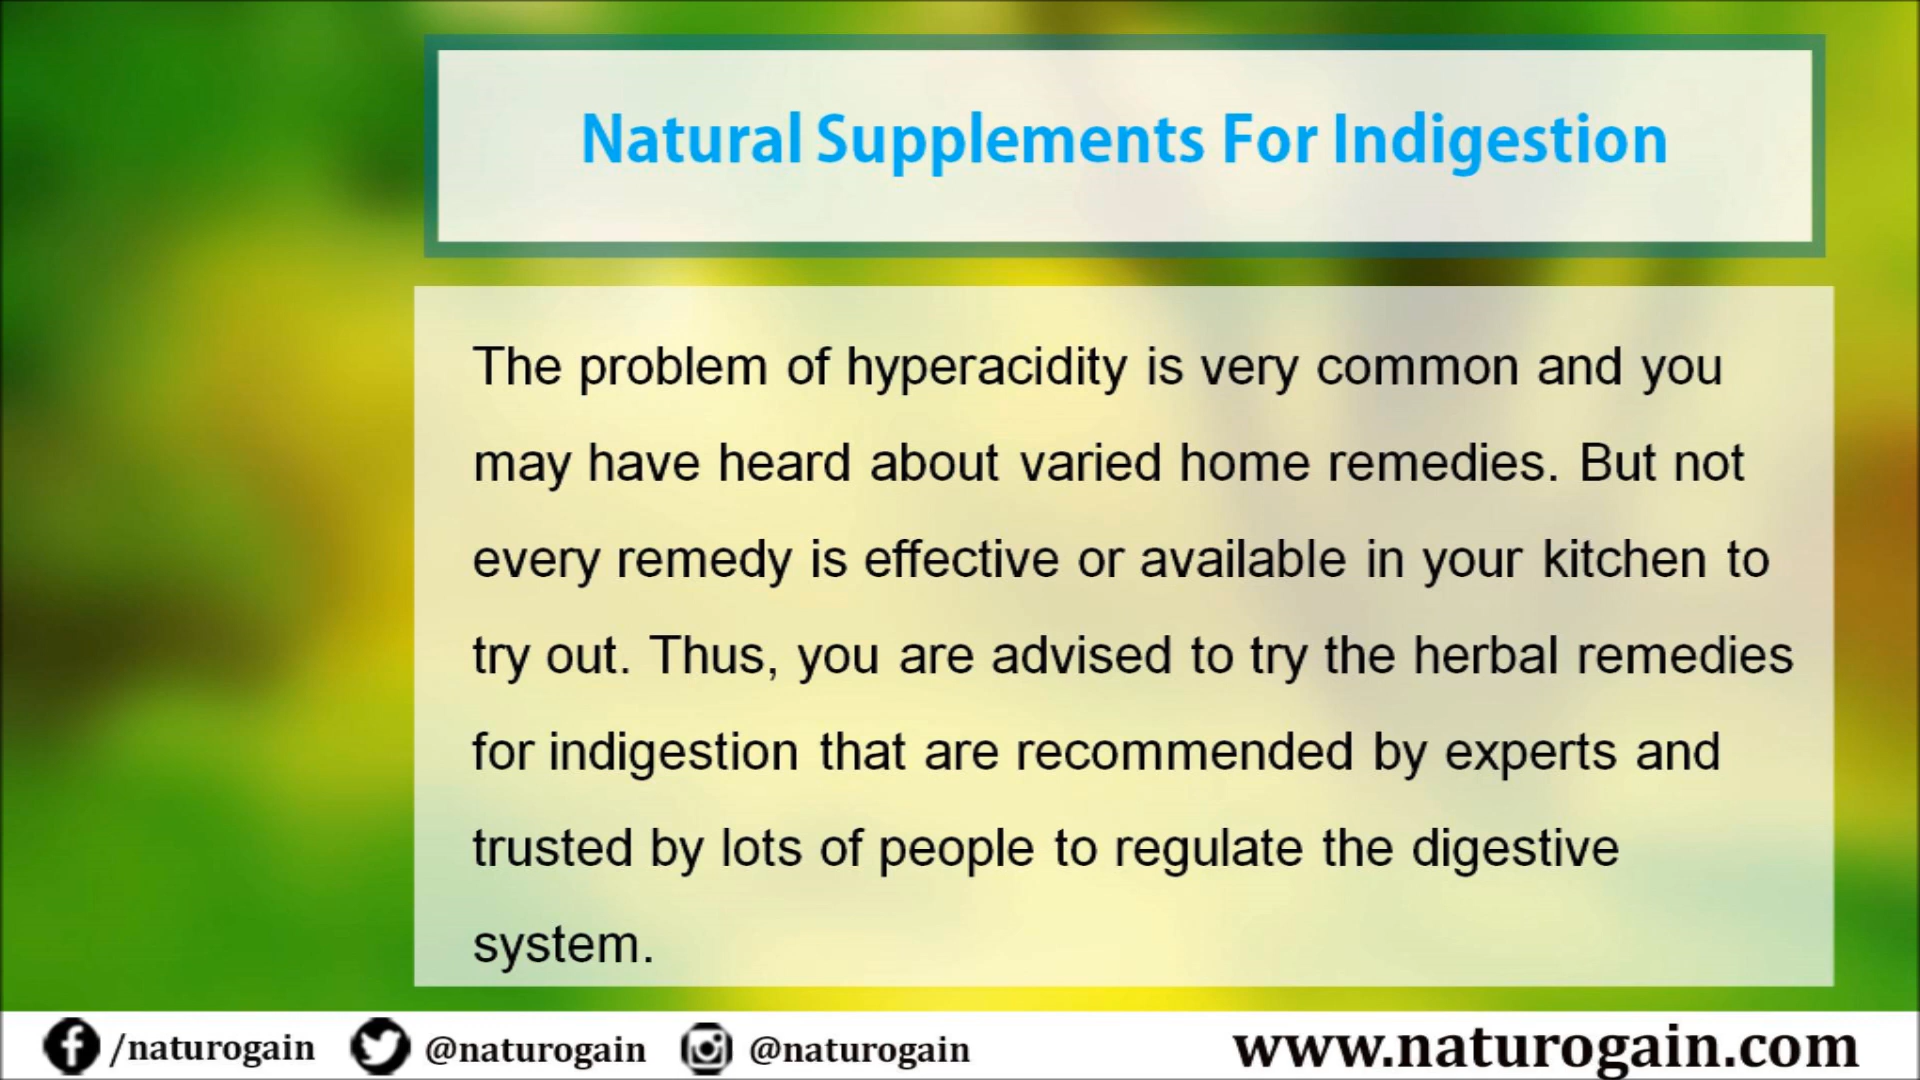 Natural Supplements For Indigestion
The problem of hyperacidity is very common and you
may have heard about varied home remedies. But not
every remedy is effective or available in your kitchen to
try out. Thus, you are advised to try the herbal remedies
for indigestion that are recommended by experts and
trusted by lots of people to regulate the digestive
system.
/naturogain @naturogain @naturogain www.naturogain.com